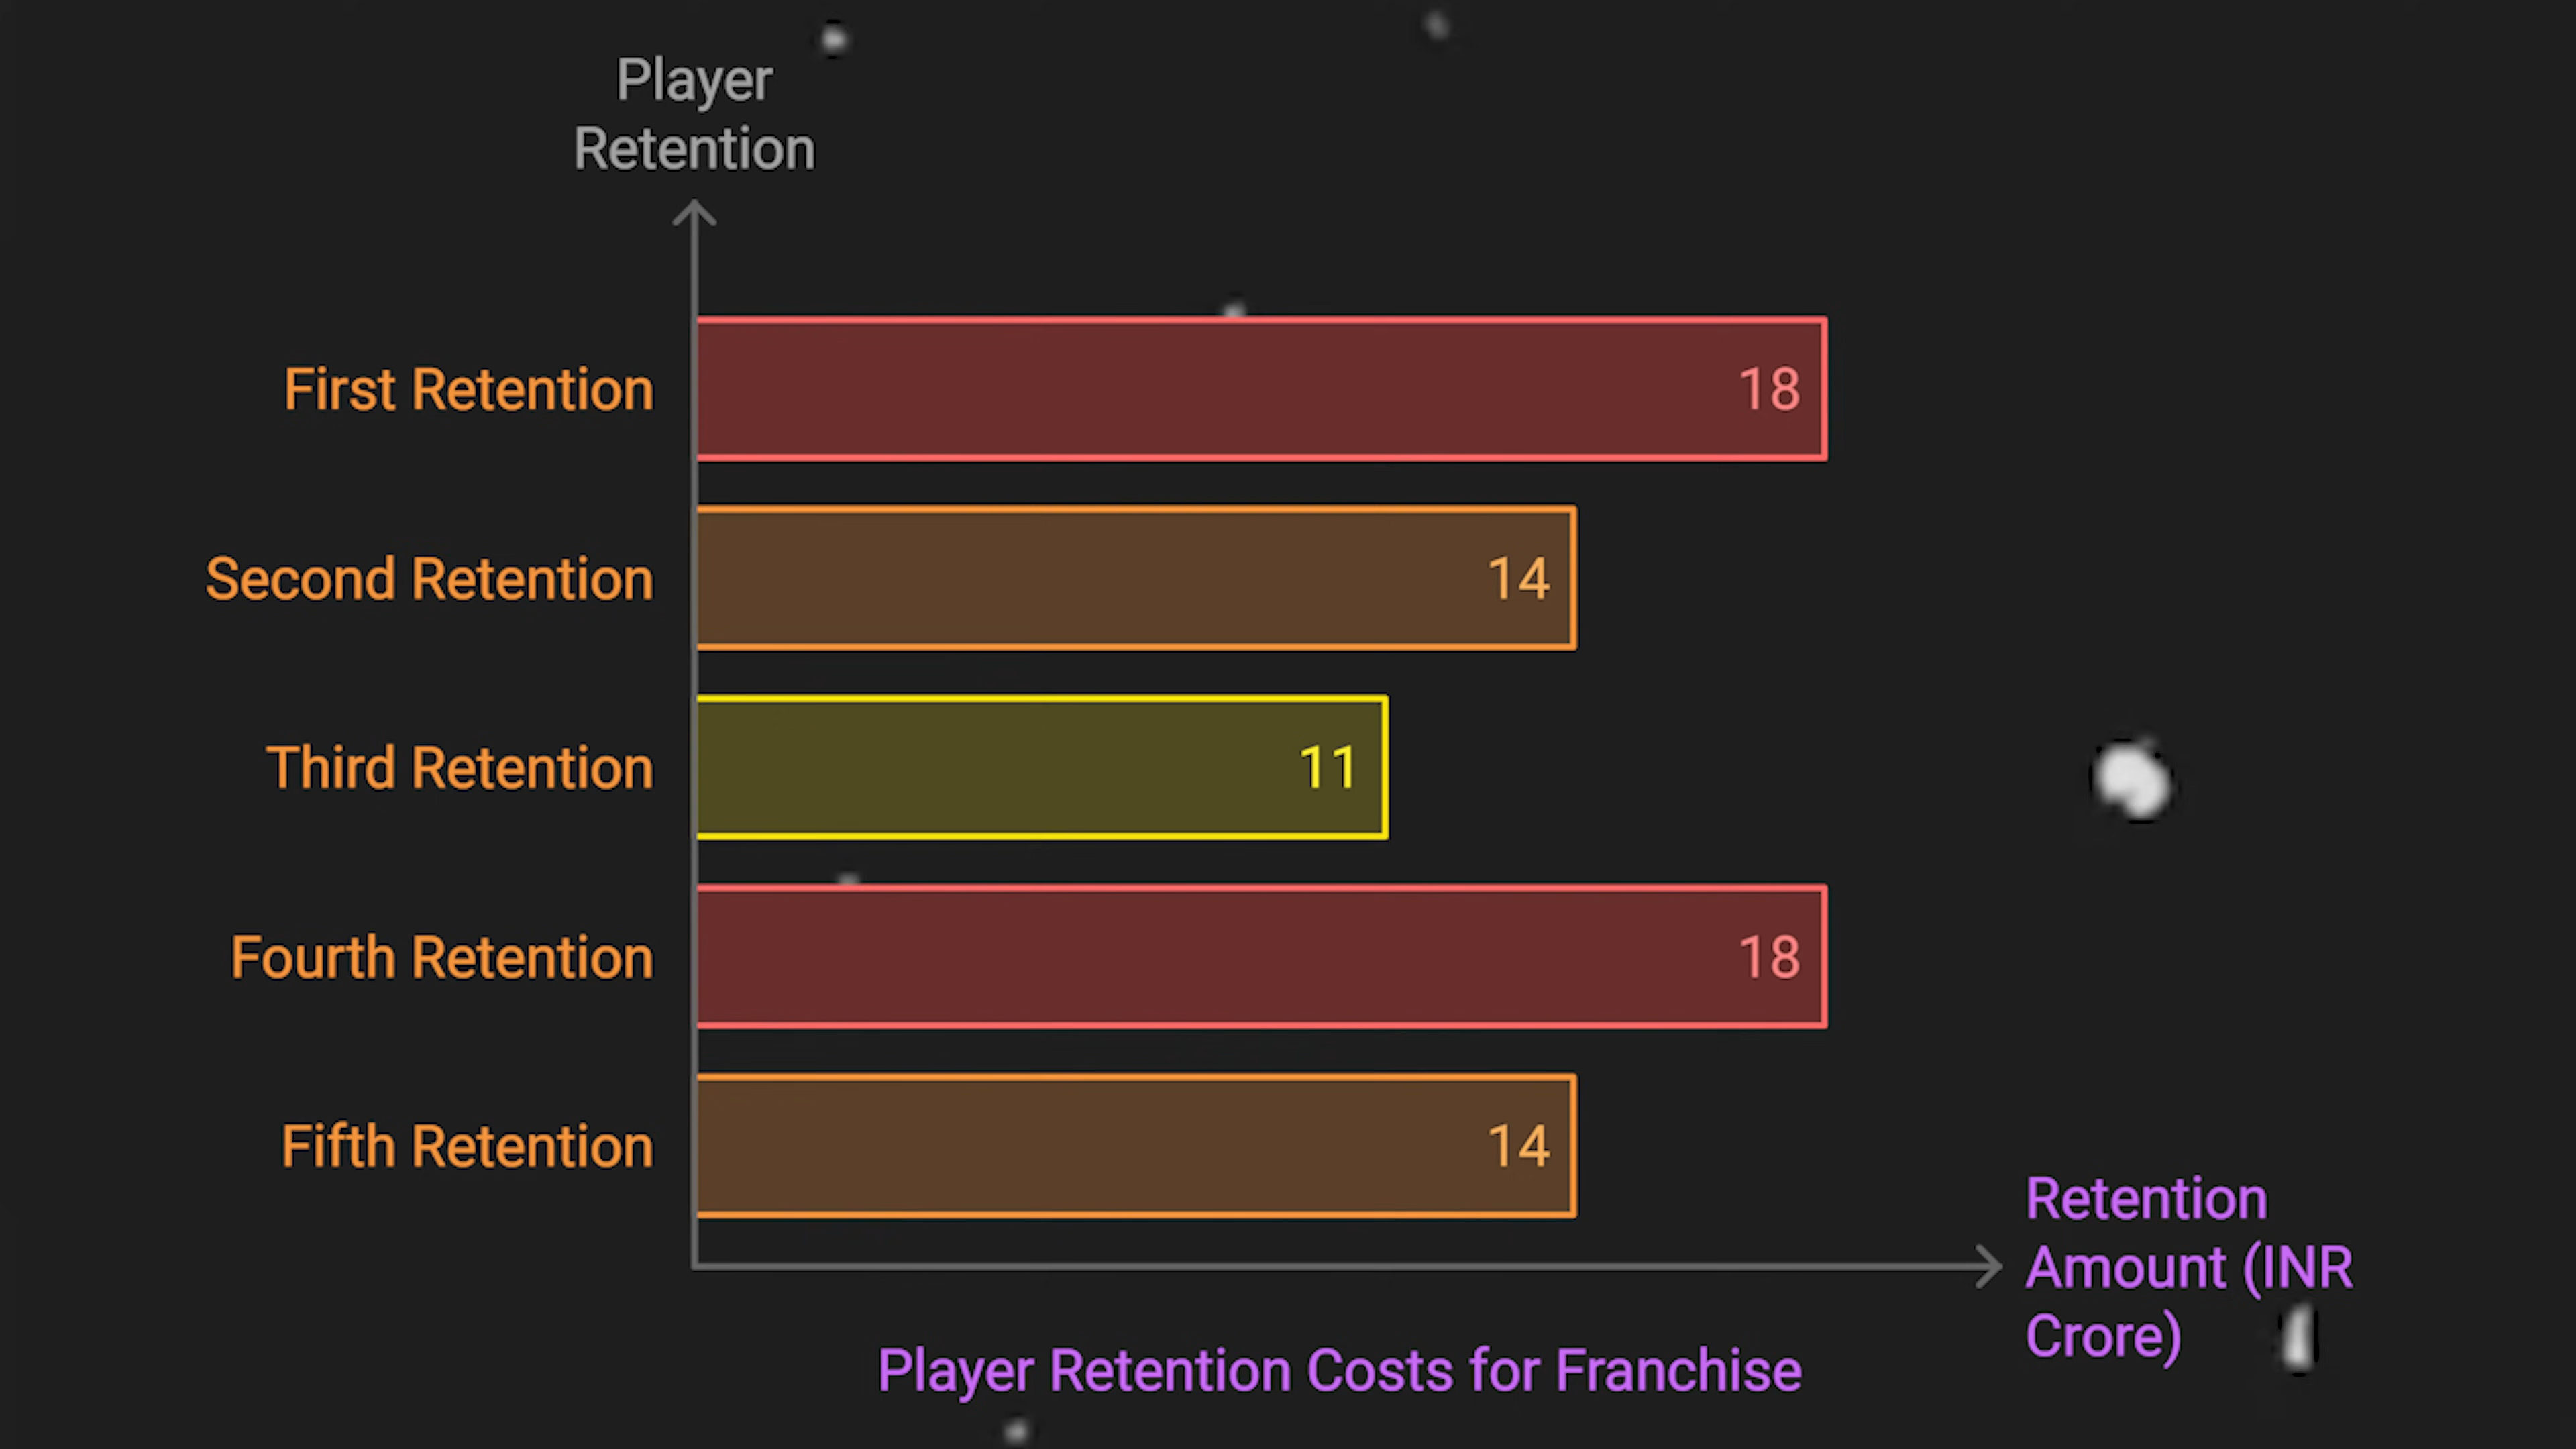 Player
Retention
First Retention
18
Second Retention
14
Third Retention
11
Fourth Retention
18
Fifth Retention
14
Retention
Amount (INR
Crore)
Player Retention Costs for Franchise